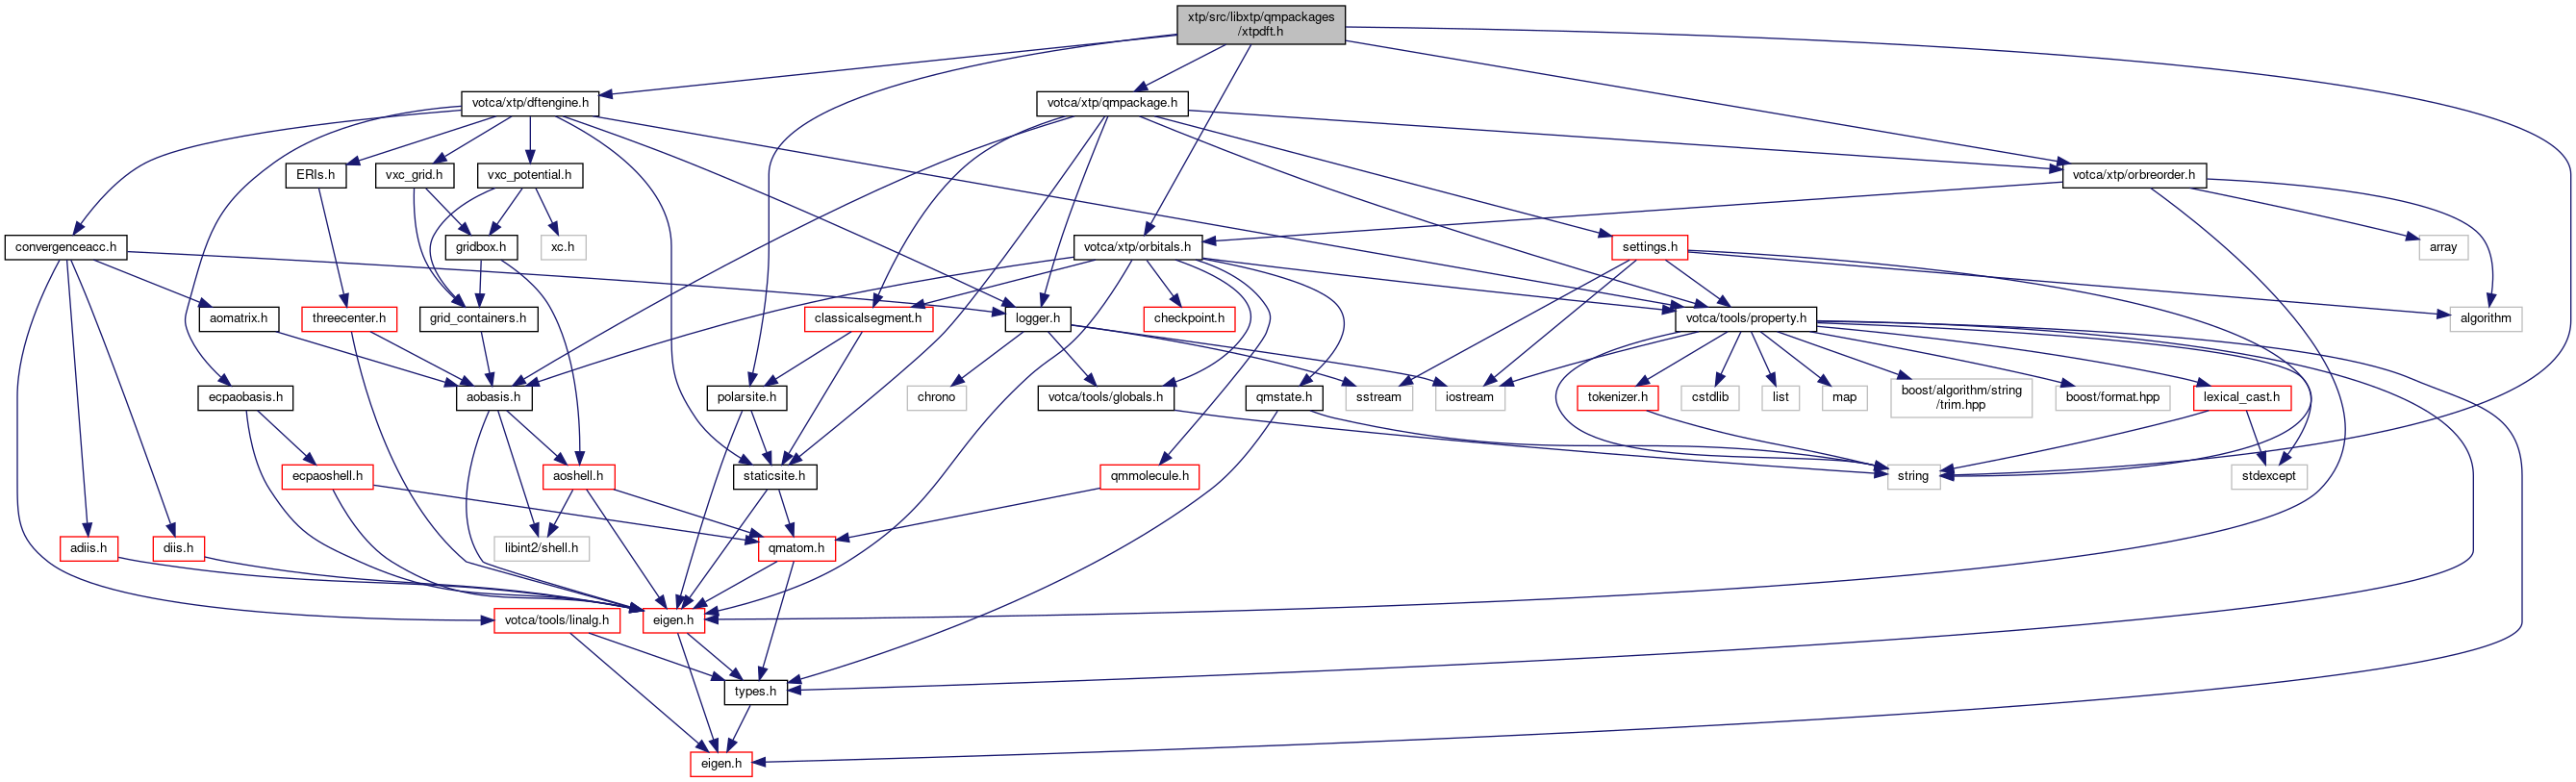 xtp/src/libxtp/qmpackages
/xtpdft.h
votca/xtp/dftengine.h
votca/xtp/qmpackage.h
ERIs.h
vxc_grid.h
vxc_potential.h
votca/xtp/orbreorder.h
convergenceacc.h
gridbox.h
xc.h
votca/xtp/orbitals.h
settings.h
array
aomatrix.h
threecenter.h
grid_containers.h
classicalsegment.h
logger.h
checkpoint.h
votca/tools/property.h
algorithm
ecpaobasis.h
aobasis.h
polarsite.h
chrono
votca/tools/globals.h
qmstate.h
sstream
iostream
tokenizer.h
cstdlib
list
map
boost/algorithm/string
/trim.hpp
boost/format.hpp
lexical_cast.h
ecpaoshell.h
aoshell.h
staticsite.h
qmmolecule.h
string
stdexcept
adiis.h
diis.h
libint2/shell.h
qmatom.h
votca/tools/linalg.h
eigen.h
types.h
eigen.h